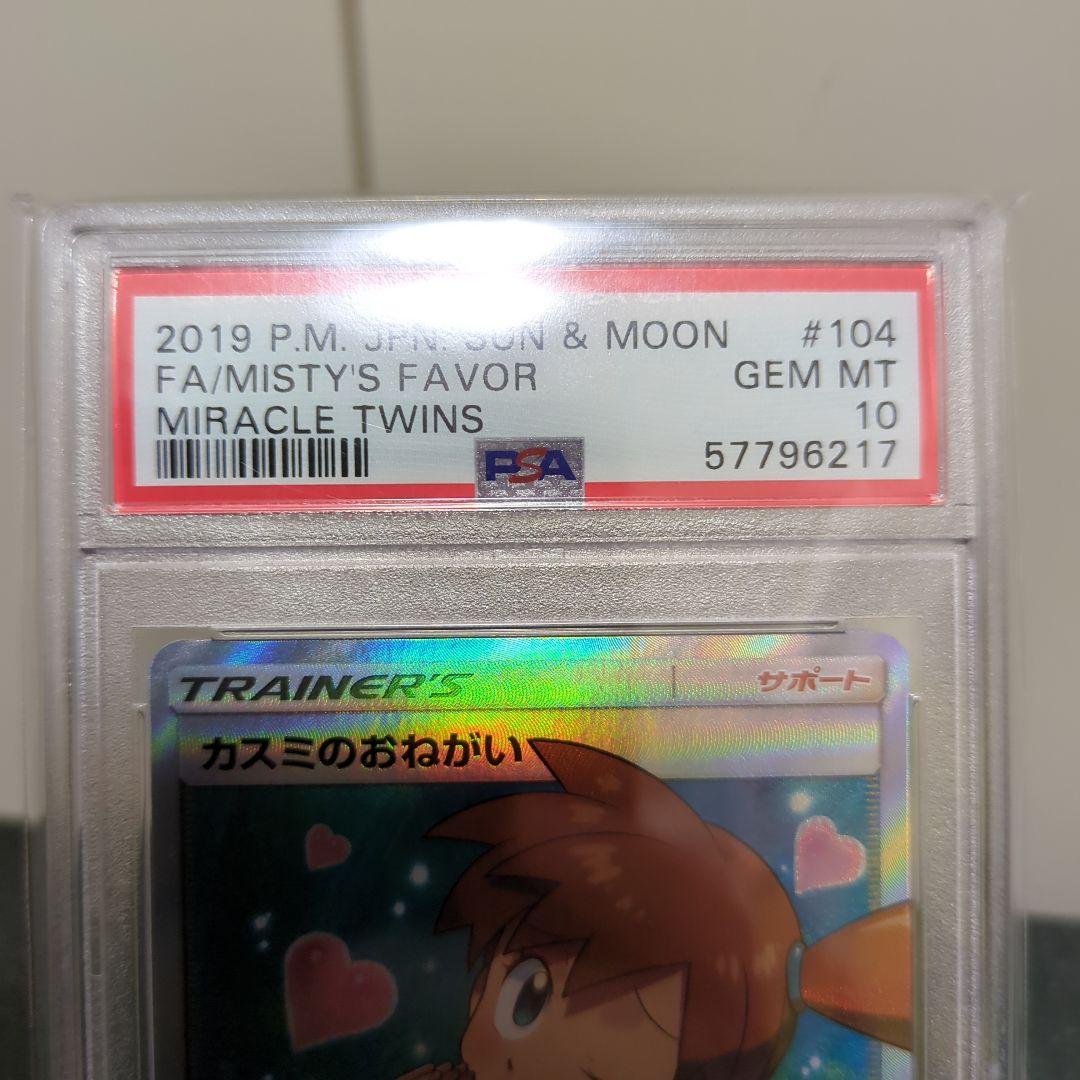 2019 P.M. JPN. SUN & MOON #104
FA/MISTY'S FAVOR GEM MT
MIRACLE TWINS 10
PSA 57796217
TRAINER'S サポート
カスミのおねがい